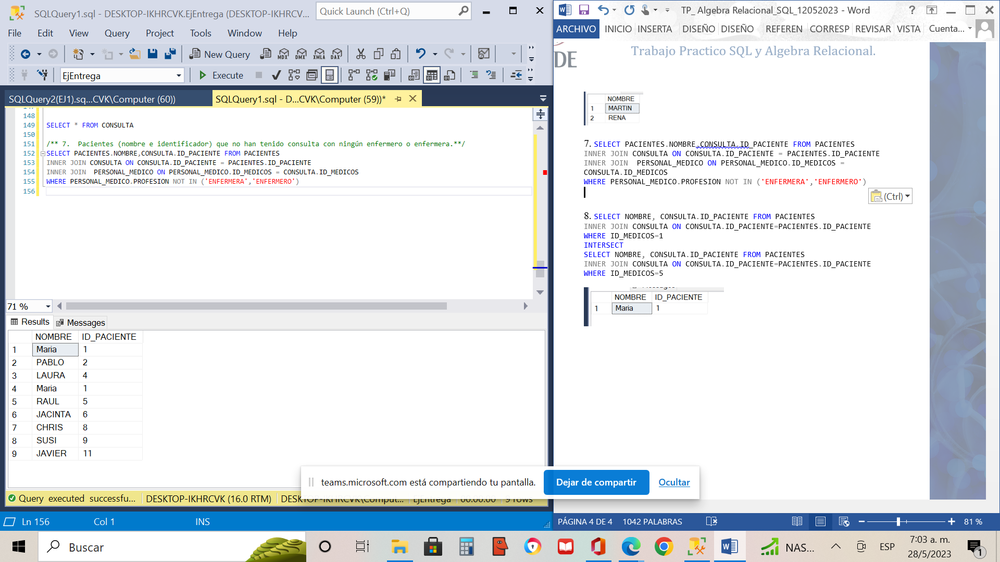 SQLQuery1.sql - DESKTOP-IKHRCVK.EjEntrega (DESKTOP-IKHRCV...
Quick Launch (Ctrl+Q)
File Edit View Query Project Tools Window Help
New Query
MDX DMX XMLA DAX
EjEntrega
Execute
SQLQuery2(EJ1).sq...CVK\Computer (60))
SQLQuery1.sql - D...CVK\Computer (59))*
148
149 SELECT * FROM CONSULTA
150
151 /** 7.  Pacientes (nombre e identificador) que no han tenido consulta con ningún enfermero o enfermera.**/
152 SELECT PACIENTES.NOMBRE,CONSULTA.ID_PACIENTE FROM PACIENTES
153 INNER JOIN CONSULTA ON CONSULTA.ID_PACIENTE = PACIENTES.ID_PACIENTE
154 INNER JOIN  PERSONAL_MEDICO ON PERSONAL_MEDICO.ID_MEDICOS = CONSULTA.ID_MEDICOS
155 WHERE PERSONAL_MEDICO.PROFESION NOT IN ('ENFERMERA','ENFERMERO')
156
71 %
Results Messages
NOMBRE ID_PACIENTE
1 Maria 1
2 PABLO 2
3 LAURA 4
4 Maria 1
5 RAUL 5
6 JACINTA 6
7 CHRIS 8
8 SUSI 9
9 JAVIER 11
Query executed successfu... DESKTOP-IKHRCVK (16.0 RTM) DESKTOP-IKHRCVK\Comput... EjEntrega 00:00:00 9 rows
Ln 156 Col 1 INS
TP_ Algebra Relacional_SQL_12052023 - Word
ARCHIVO INICIO INSERTA DISEÑO DISEÑO REFEREN CORRESP REVISAR VISTA Cuenta...
DE
Trabajo Practico SQL y Algebra Relacional.
NOMBRE
1 MARTIN
2 RENA
7. SELECT PACIENTES.NOMBRE,CONSULTA.ID_PACIENTE FROM PACIENTES
INNER JOIN CONSULTA ON CONSULTA.ID_PACIENTE = PACIENTES.ID_PACIENTE
INNER JOIN  PERSONAL_MEDICO ON PERSONAL_MEDICO.ID_MEDICOS =
CONSULTA.ID_MEDICOS
WHERE PERSONAL_MEDICO.PROFESION NOT IN ('ENFERMERA','ENFERMERO')
(Ctrl)
8. SELECT NOMBRE, CONSULTA.ID_PACIENTE FROM PACIENTES
INNER JOIN CONSULTA ON CONSULTA.ID_PACIENTE=PACIENTES.ID_PACIENTE
WHERE ID_MEDICOS=1
INTERSECT
SELECT NOMBRE, CONSULTA.ID_PACIENTE FROM PACIENTES
INNER JOIN CONSULTA ON CONSULTA.ID_PACIENTE=PACIENTES.ID_PACIENTE
WHERE ID_MEDICOS=5
NOMBRE ID_PACIENTE
1 Maria 1
PÁGINA 4 DE 4 1042 PALABRAS 81 %
teams.microsoft.com está compartiendo tu pantalla. Dejar de compartir Ocultar
Buscar
NAS...
ESP
7:03 a. m.
28/5/2023
1